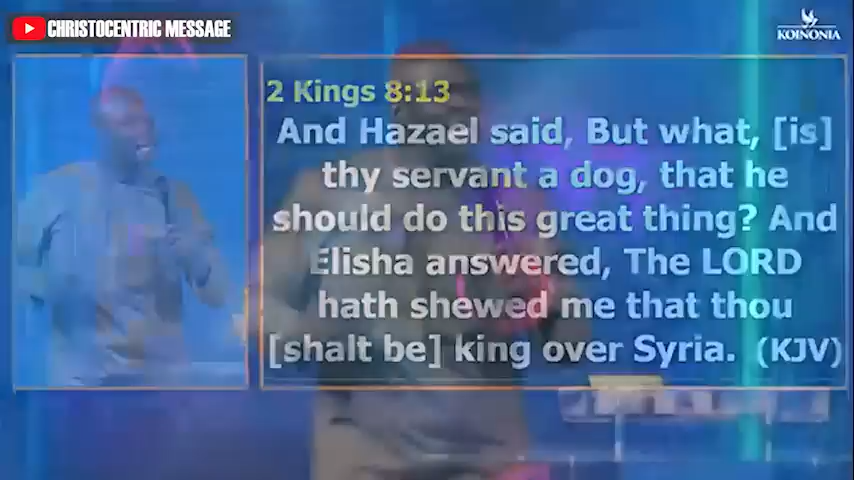 CHRISTOCENTRIC MESSAGE
KOINONIA
2 Kings 8:13
And Hazael said, But what, [is]
thy servant a dog, that he
should do this great thing? And
Elisha answered, The LORD
hath shewed me that thou
[shalt be] king over Syria. (KJV)